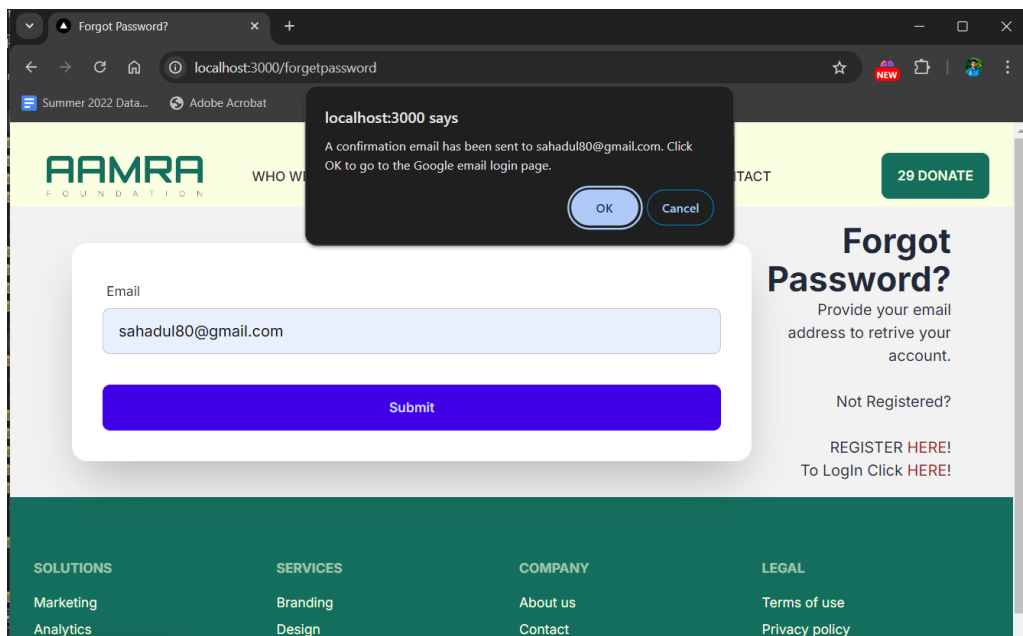 Forgot Password?
localhost:3000/forgetpassword
NEW
Summer 2022 Data...
Adobe Acrobat
localhost:3000 says
A confirmation email has been sent to sahadul80@gmail.com. Click
OK to go to the Google email login page.
OK
Cancel
AAMRA
FOUNDATION
WHO WE
29 DONATE
Forgot
Password?
Provide your email
address to retrive your
account.
Not Registered?
REGISTER HERE!
To LogIn Click HERE!
Email
sahadul80@gmail.com
Submit
SOLUTIONS
Marketing
Analytics
SERVICES
Branding
Design
COMPANY
About us
Contact
LEGAL
Terms of use
Privacy policy